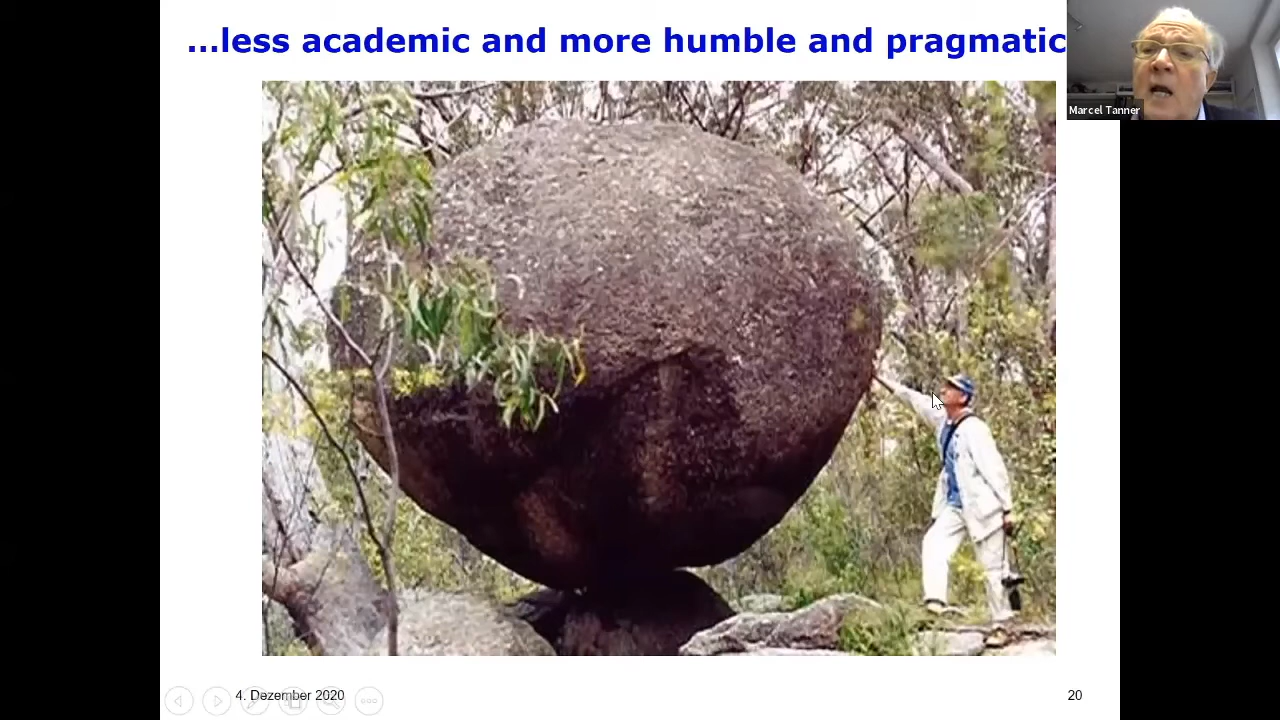 ...less academic and more humble and pragmatic
Marcel Tanner
4. Dezember 2020
20